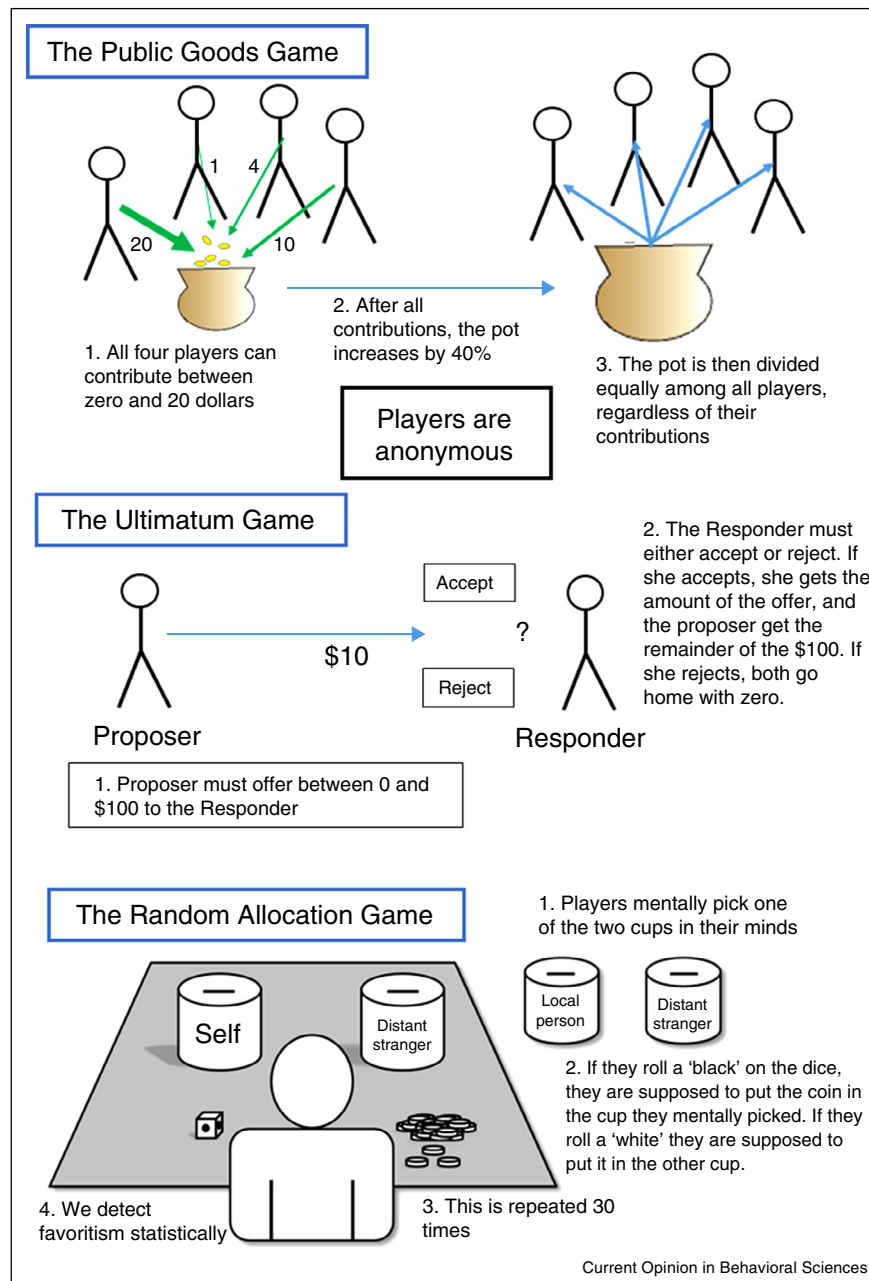 The Public Goods Game
1
4
20
10
1. All four players can
contribute between
zero and 20 dollars
2. After all
contributions, the pot
increases by 40%
3. The pot is then divided
equally among all players,
regardless of their
contributions
Players are
anonymous
The Ultimatum Game
Accept
?
$10
Reject
Proposer
Responder
2. The Responder must
either accept or reject. If
she accepts, she gets the
amount of the offer, and
the proposer get the
remainder of the $100. If
she rejects, both go
home with zero.
1. Proposer must offer between 0 and
$100 to the Responder
The Random Allocation Game
1. Players mentally pick one
of the two cups in their minds
Self
Distant
stranger
Local
person
Distant
stranger
2. If they roll a ‘black’ on the dice,
they are supposed to put the coin in
the cup they mentally picked. If they
roll a ‘white’ they are supposed to
put it in the other cup.
4. We detect
favoritism statistically
3. This is repeated 30
times
Current Opinion in Behavioral Sciences